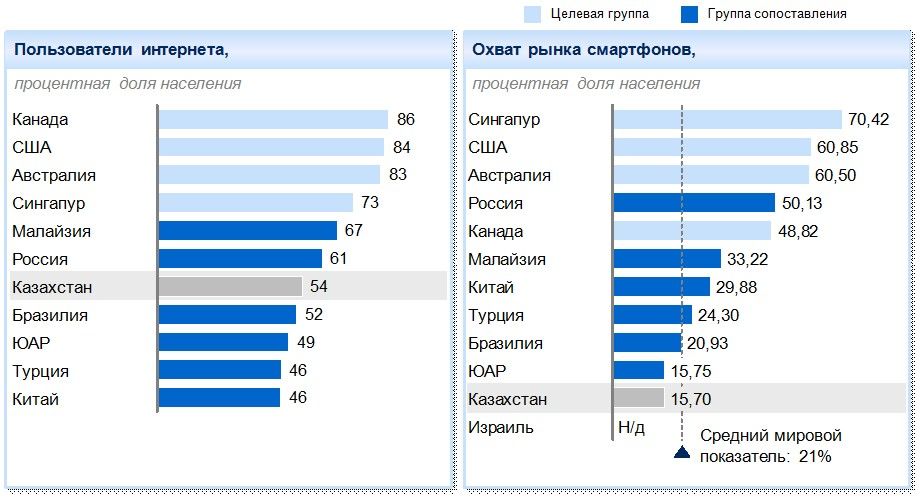 Целевая группа Группа сопоставления
Пользователи интернета,
процентная доля населения
Канада 86
США 84
Австралия 83
Сингапур 73
Малайзия 67
Россия 61
Казахстан 54
Бразилия 52
ЮАР 49
Турция 46
Китай 46
Охват рынка смартфонов,
процентная доля населения
Сингапур 70,42
США 60,85
Австралия 60,50
Россия 50,13
Канада 48,82
Малайзия 33,22
Китай 29,88
Турция 24,30
Бразилия 20,93
ЮАР 15,75
Казахстан 15,70
Израиль Н/д
Средний мировой
показатель: 21%